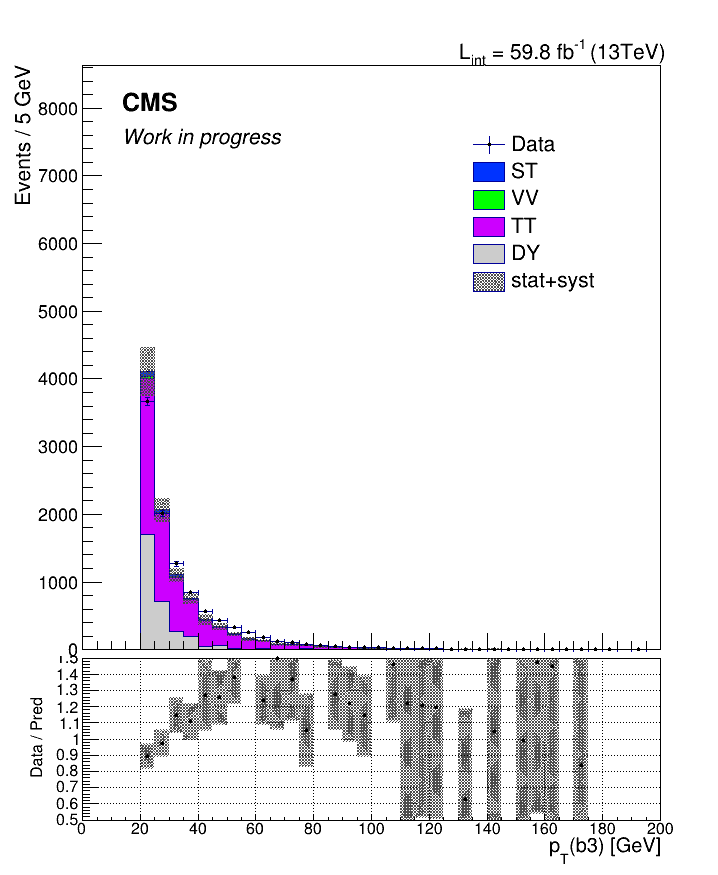 L_int = 59.8 fb^-1 (13TeV)
Events / 5 GeV
CMS
Work in progress
8000
7000
6000
5000
4000
3000
2000
1000
0
Data
ST
VV
TT
DY
stat+syst
Data / Pred
1.5
1.4
1.3
1.2
1.1
1
0.9
0.8
0.7
0.6
0.5
0 20 40 60 80 100 120 140 160 180 200
p_T(b3) [GeV]